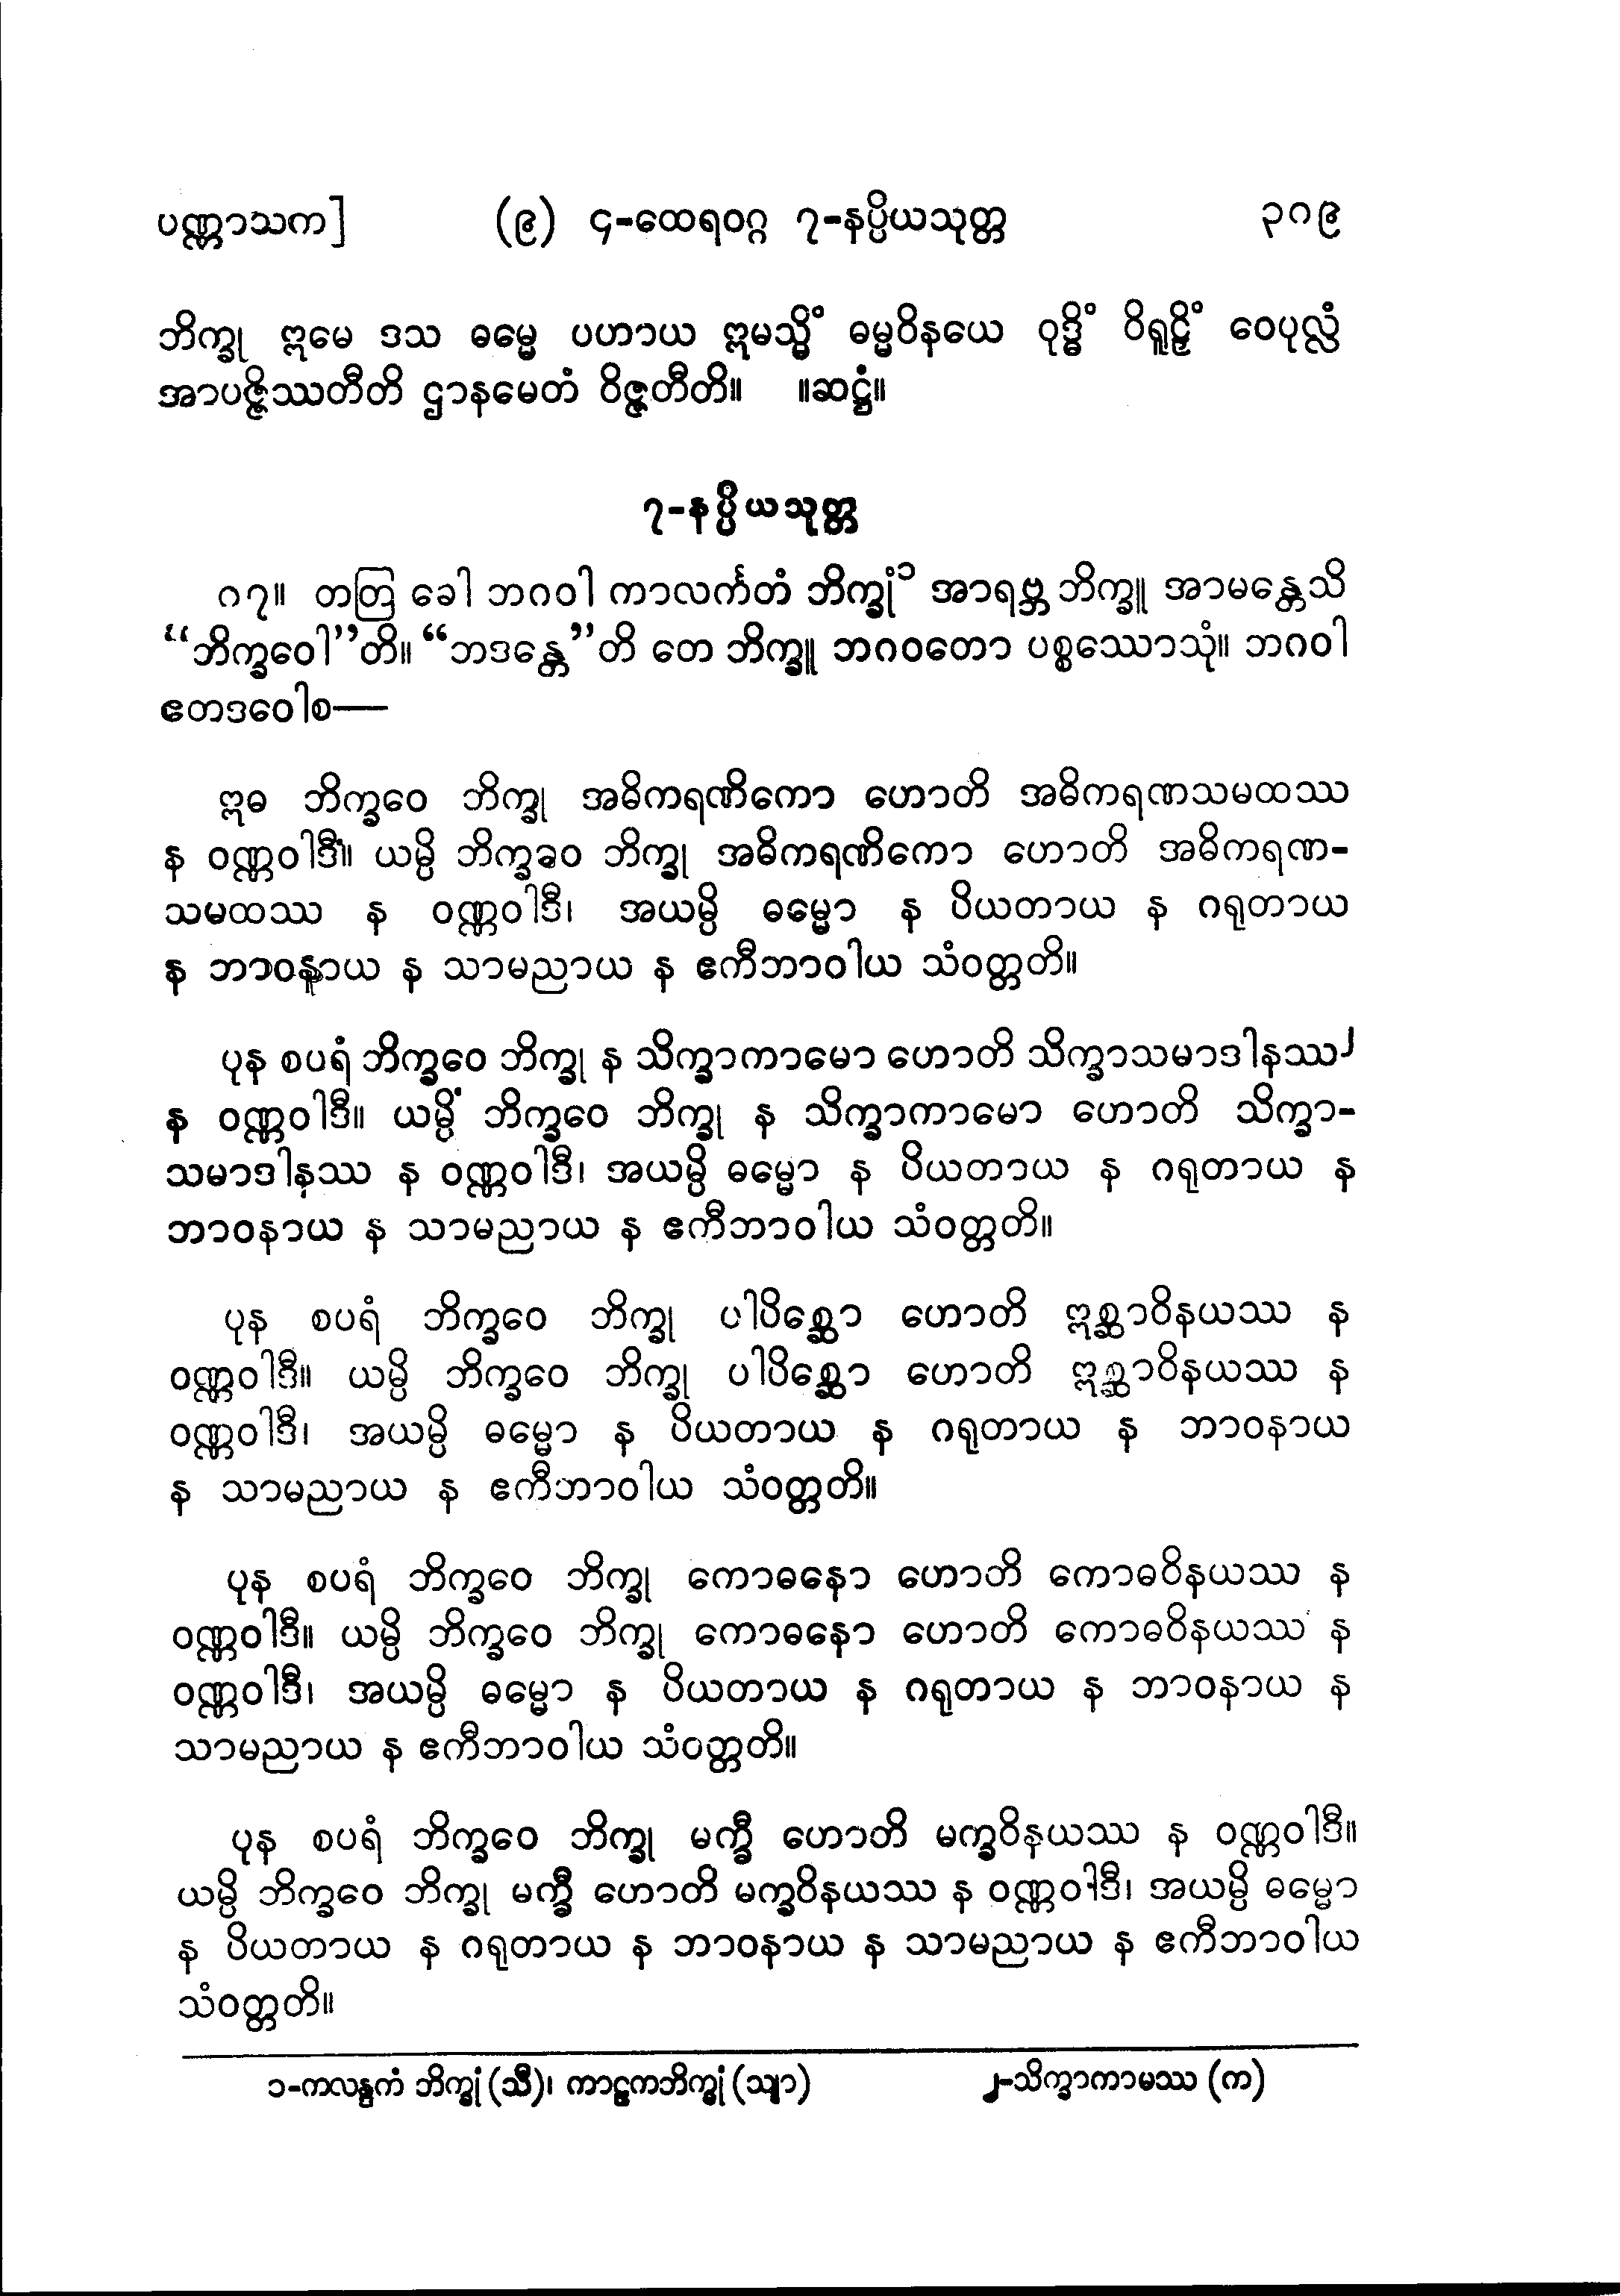 ပဏ္ဏာသက] (၉) ၄-ထေရဝဂ္ဂ ၇-နပ္ပိယသုတ္တ ၃၈၉
ဘိက္ခု ဣမေ ဒသ ဓမ္မေ ပဟာယ ဣမသ္မိံ ဓမ္မဝိနယေ ဝုဒ္ဓိံ ဝိရူဠှိံ ဝေပုလ္လံ
အာပဇ္ဇိဿတီတိ ဌာနမေတံ ဝိဇ္ဇတီတိ။ ။ဆဋ္ဌံ။
၇-နပ္ပိယသုတ္တ
၈၇။ တတြ ခေါ ဘဂဝါ ကာလင်္ကတံ ဘိက္ခုံ၁ အာရဗ္ဘ ဘိက္ခူ အာမန္တေသိ
“ဘိက္ခဝေါ”တိ။ “ဘဒန္တေ”တိ တေ ဘိက္ခူ ဘဂဝတော ပစ္စဿောသုံ။ ဘဂဝါ
ဧတဒဝေါစ—
ဣဓ ဘိက္ခဝေ ဘိက္ခု အဓိကရဏိကော ဟောတိ အဓိကရဏသမထဿ
န ဝဏ္ဏဝါဒီ။ ယမ္ပိ ဘိက္ခဝေ ဘိက္ခု အဓိကရဏိကော ဟောတိ အဓိကရဏ-
သမထဿ န ဝဏ္ဏဝါဒီ၊ အယမ္ပိ ဓမ္မော န ပိယတာယ န ဂရုတာယ
န ဘာဝနာယ န သာမညာယ န ဧကီဘာဝါယ သံဝတ္တတိ။
ပုန စပရံ ဘိက္ခဝေ ဘိက္ခု န သိက္ခာကာမော ဟောတိ သိက္ခာသမာဒါနဿ၂
န ဝဏ္ဏဝါဒီ။ ယမ္ပိံ ဘိက္ခဝေ ဘိက္ခု န သိက္ခာကာမော ဟောတိ သိက္ခာ-
သမာဒါနဿ န ဝဏ္ဏဝါဒီ၊ အယမ္ပိ ဓမ္မော န ပိယတာယ န ဂရုတာယ န
ဘာဝနာယ န သာမညာယ န ဧကီဘာဝါယ သံဝတ္တတိ။
ပုန စပရံ ဘိက္ခဝေ ဘိက္ခု ပါပိစ္ဆော ဟောတိ ဣစ္ဆာဝိနယဿ န
ဝဏ္ဏဝါဒီ။ ယမ္ပိ ဘိက္ခဝေ ဘိက္ခု ပါပိစ္ဆော ဟောတိ ဣစ္ဆာဝိနယဿ န
ဝဏ္ဏဝါဒီ၊ အယမ္ပိ ဓမ္မော န ပိယတာယ န ဂရုတာယ န ဘာဝနာယ
န သာမညာယ န ဧကီဘာဝါယ သံဝတ္တတိ။
ပုန စပရံ ဘိက္ခဝေ ဘိက္ခု ကောဓနော ဟောတိ ကောဓဝိနယဿ န
ဝဏ္ဏဝါဒီ။ ယမ္ပိ ဘိက္ခဝေ ဘိက္ခု ကောဓနော ဟောတိ ကောဓဝိနယဿ န
ဝဏ္ဏဝါဒီ၊ အယမ္ပိ ဓမ္မော န ပိယတာယ န ဂရုတာယ န ဘာဝနာယ န
သာမညာယ န ဧကီဘာဝါယ သံဝတ္တတိ။
ပုန စပရံ ဘိက္ခဝေ ဘိက္ခု မက္ခီ ဟောတိ မက္ခဝိနယဿ န ဝဏ္ဏဝါဒီ။
ယမ္ပိ ဘိက္ခဝေ ဘိက္ခု မက္ခီ ဟောတိ မက္ခဝိနယဿ န ဝဏ္ဏဝါဒီ၊ အယမ္ပိ ဓမ္မော
န ပိယတာယ န ဂရုတာယ န ဘာဝနာယ န သာမညာယ န ဧကီဘာဝါယ
သံဝတ္တတိ။
၁-ကလန္ဒကံ ဘိက္ခုံ (သီ)၊ ကာဠကဘိက္ခုံ (သျာ) ၂-သိက္ခာကာမဿ (က)